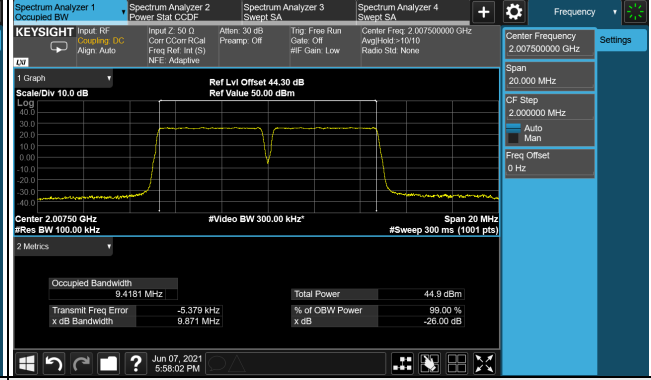 Spectrum Analyzer 1
Occupied BW
Spectrum Analyzer 2
Power Stat CCDF
Spectrum Analyzer 3
Swept SA
Spectrum Analyzer 4
Swept SA
+
Frequency
Settings
KEYSIGHT
LXI
Input: RF
Coupling: DC
Align: Auto
Input Z: 50 Ω
Corr CCorr RCal
Freq Ref: Int (S)
NFE: Adaptive
Atten: 30 dB
Preamp: Off
Trig: Free Run
Gate: Off
#IF Gain: Low
Center Freq: 2.007500000 GHz
Avg|Hold:>10/10
Radio Std: None
Center Frequency
2.007500000 GHz
Span
20.000 MHz
CF Step
2.000000 MHz
Auto
Man
Freq Offset
0 Hz
1 Graph
Scale/Div 10.0 dB
Ref Lvl Offset 44.30 dB
Ref Value 50.00 dBm
Log
40.0
30.0
20.0
10.0
0.00
-10.0
-20.0
-30.0
-40.0
Center 2.00750 GHz
#Video BW 300.00 kHz*
Span 20 MHz
#Res BW 100.00 kHz
#Sweep 300 ms (1001 pts)
2 Metrics
Occupied Bandwidth
9.4181 MHz
Total Power 44.9 dBm
Transmit Freq Error -5.379 kHz
% of OBW Power 99.00 %
x dB Bandwidth 9.871 MHz
x dB -26.00 dB
?
Jun 07, 2021
5:58:02 PM